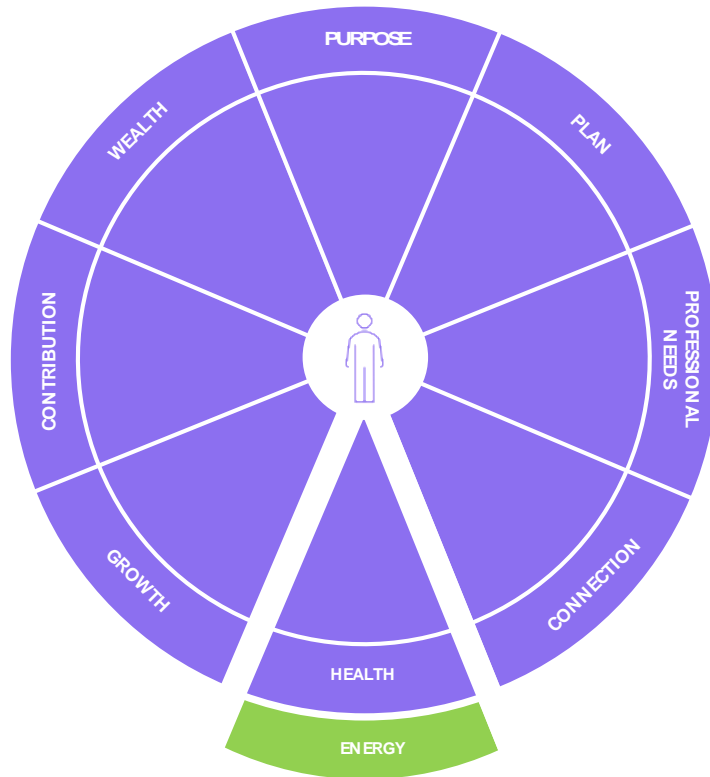 PURPOSE
PLAN
PROFESSIONAL
NEEDS
CONNECTION
HEALTH
ENERGY
GROWTH
CONTRIBUTION
WEALTH